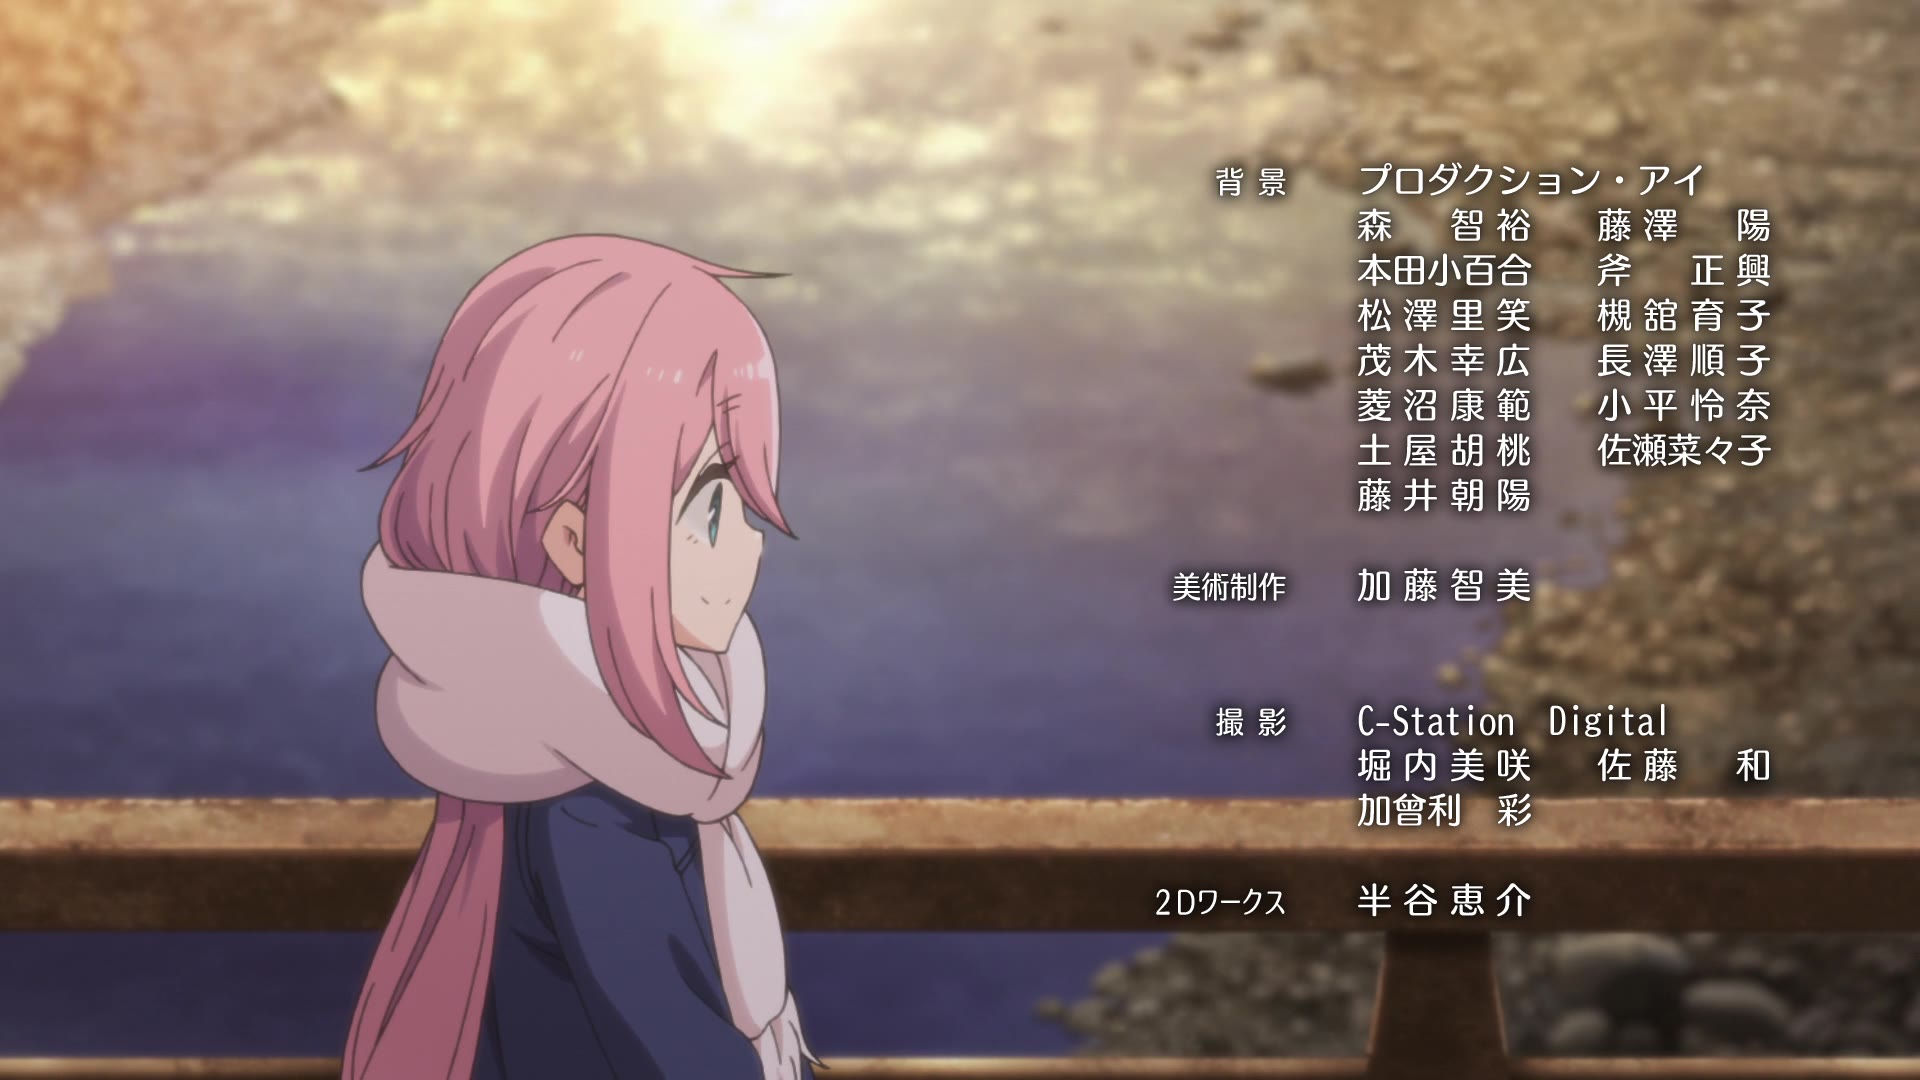 背景 プロダクション・アイ
森 智裕 藤澤 陽
本田小百合 斧 正興
松澤里笑 槻舘育子
茂木幸広 長澤順子
菱沼康範 小平怜奈
土屋胡桃 佐瀬菜々子
藤井朝陽
美術制作 加藤智美
撮影 C-Station Digital
堀内美咲 佐藤 和
加曾利 彩
2Dワークス 半谷恵介